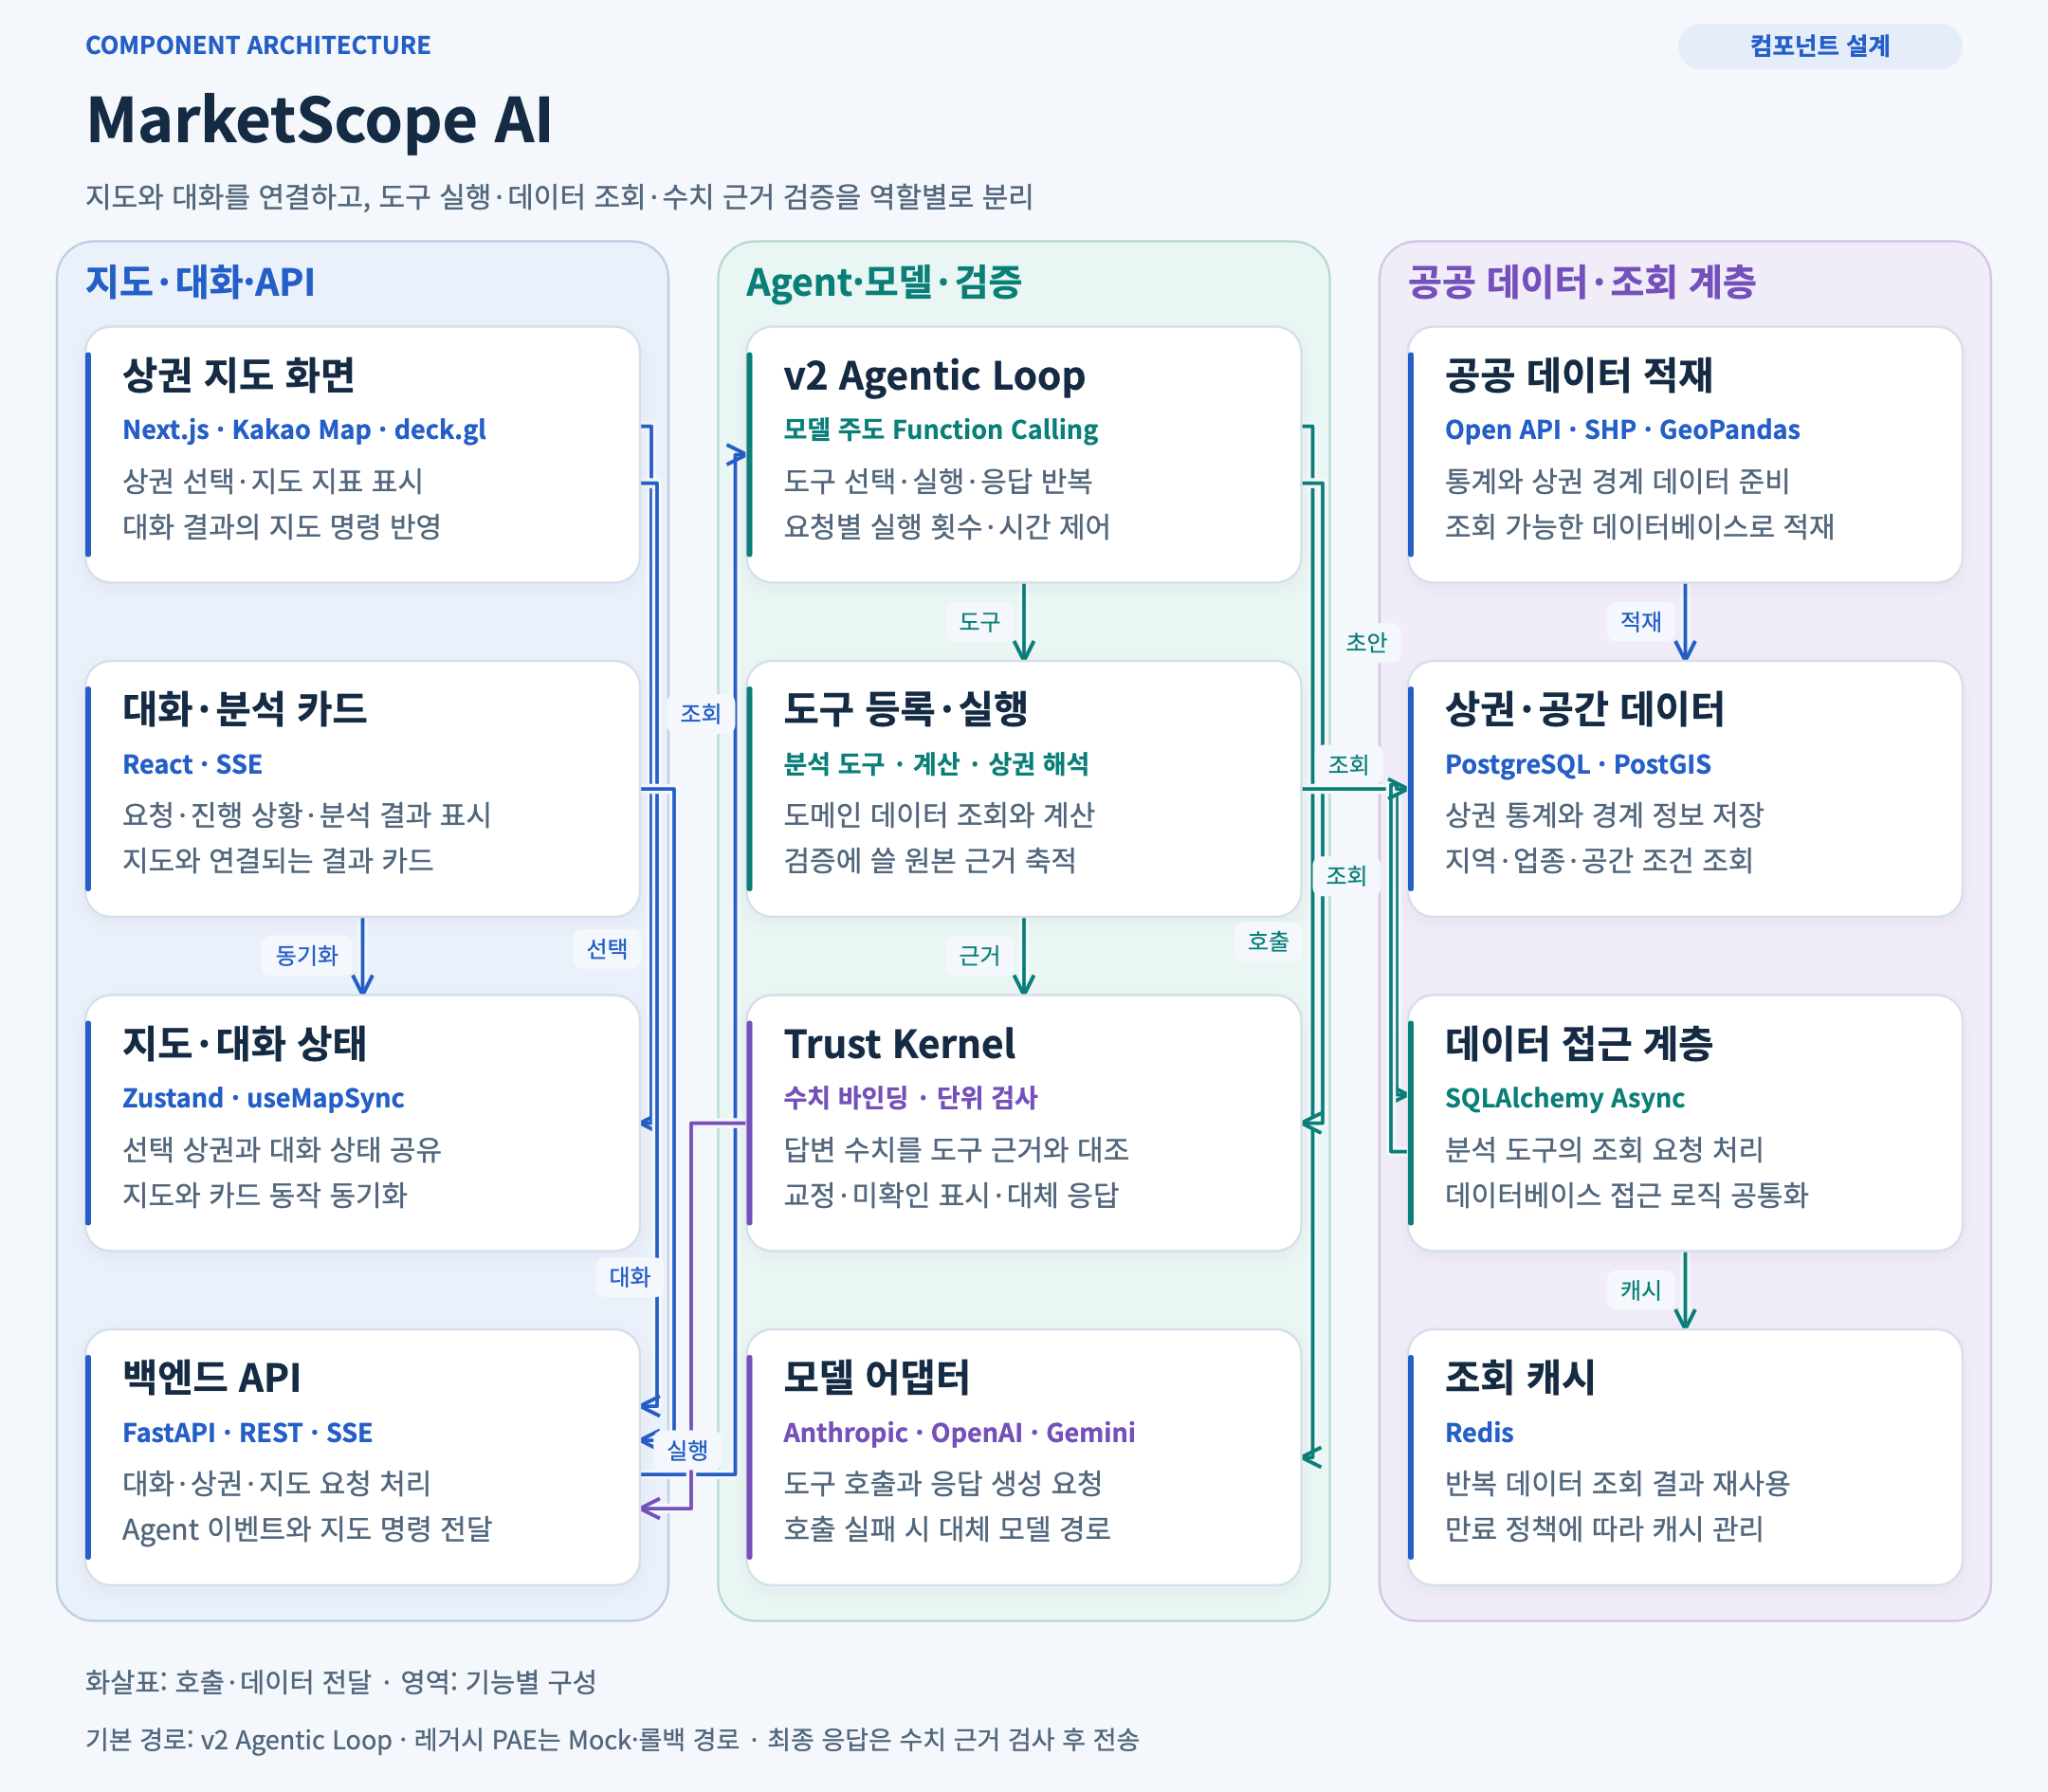 COMPONENT ARCHITECTURE
컴포넌트 설계
MarketScope AI
지도와 대화를 연결하고, 도구 실행·데이터 조회·수치 근거 검증을 역할별로 분리
지도·대화·API
상권 지도 화면
Next.js · Kakao Map · deck.gl
상권 선택·지도 지표 표시
대화 결과의 지도 명령 반영
대화·분석 카드
React · SSE
요청·진행 상황·분석 결과 표시
지도와 연결되는 결과 카드
동기화
선택
지도·대화 상태
Zustand · useMapSync
선택 상권과 대화 상태 공유
지도와 카드 동작 동기화
대화
백엔드 API
FastAPI · REST · SSE
대화·상권·지도 요청 처리
Agent 이벤트와 지도 명령 전달
조회
실행
Agent·모델·검증
v2 Agentic Loop
모델 주도 Function Calling
도구 선택·실행·응답 반복
요청별 실행 횟수·시간 제어
도구
도구 등록·실행
분석 도구 · 계산 · 상권 해석
도메인 데이터 조회와 계산
검증에 쓸 원본 근거 축적
근거
호출
Trust Kernel
수치 바인딩 · 단위 검사
답변 수치를 도구 근거와 대조
교정·미확인 표시·대체 응답
모델 어댑터
Anthropic · OpenAI · Gemini
도구 호출과 응답 생성 요청
호출 실패 시 대체 모델 경로
초안
조회
조회
공공 데이터·조회 계층
공공 데이터 적재
Open API · SHP · GeoPandas
통계와 상권 경계 데이터 준비
조회 가능한 데이터베이스로 적재
적재
상권·공간 데이터
PostgreSQL · PostGIS
상권 통계와 경계 정보 저장
지역·업종·공간 조건 조회
데이터 접근 계층
SQLAlchemy Async
분석 도구의 조회 요청 처리
데이터베이스 접근 로직 공통화
캐시
조회 캐시
Redis
반복 데이터 조회 결과 재사용
만료 정책에 따라 캐시 관리
화살표: 호출·데이터 전달 · 영역: 기능별 구성
기본 경로: v2 Agentic Loop · 레거시 PAE는 Mock·롤백 경로 · 최종 응답은 수치 근거 검사 후 전송